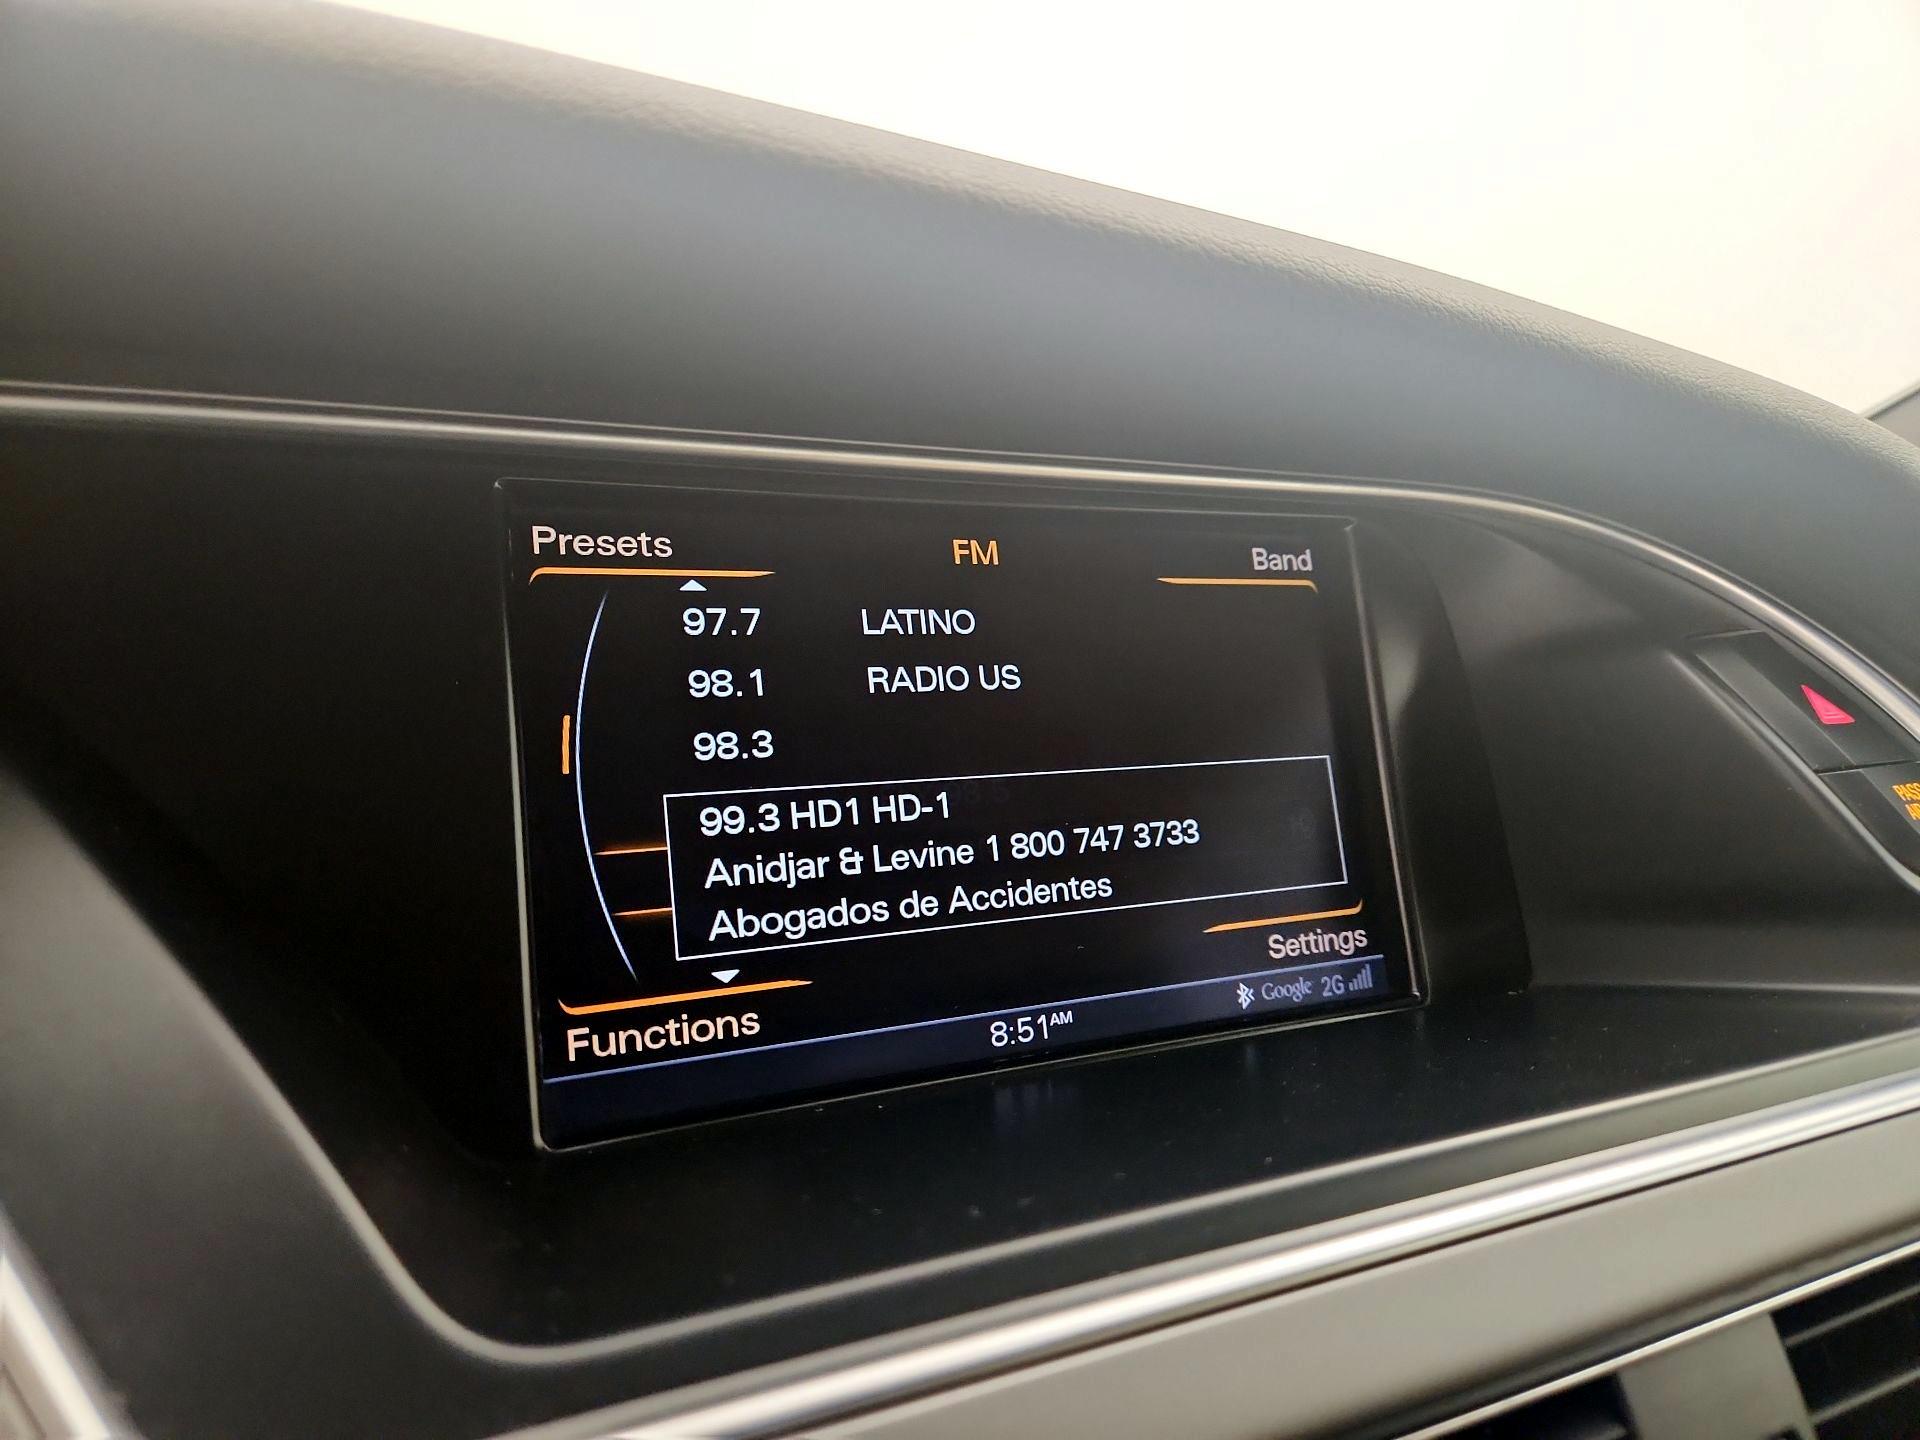 Presets FM Band
97.7 LATINO
98.1 RADIO US
98.3
99.3 HD1 HD-1
Anidjar & Levine 1 800 747 3733
Abogados de Accidentes
Settings
Functions
8:51AM
Google 2G